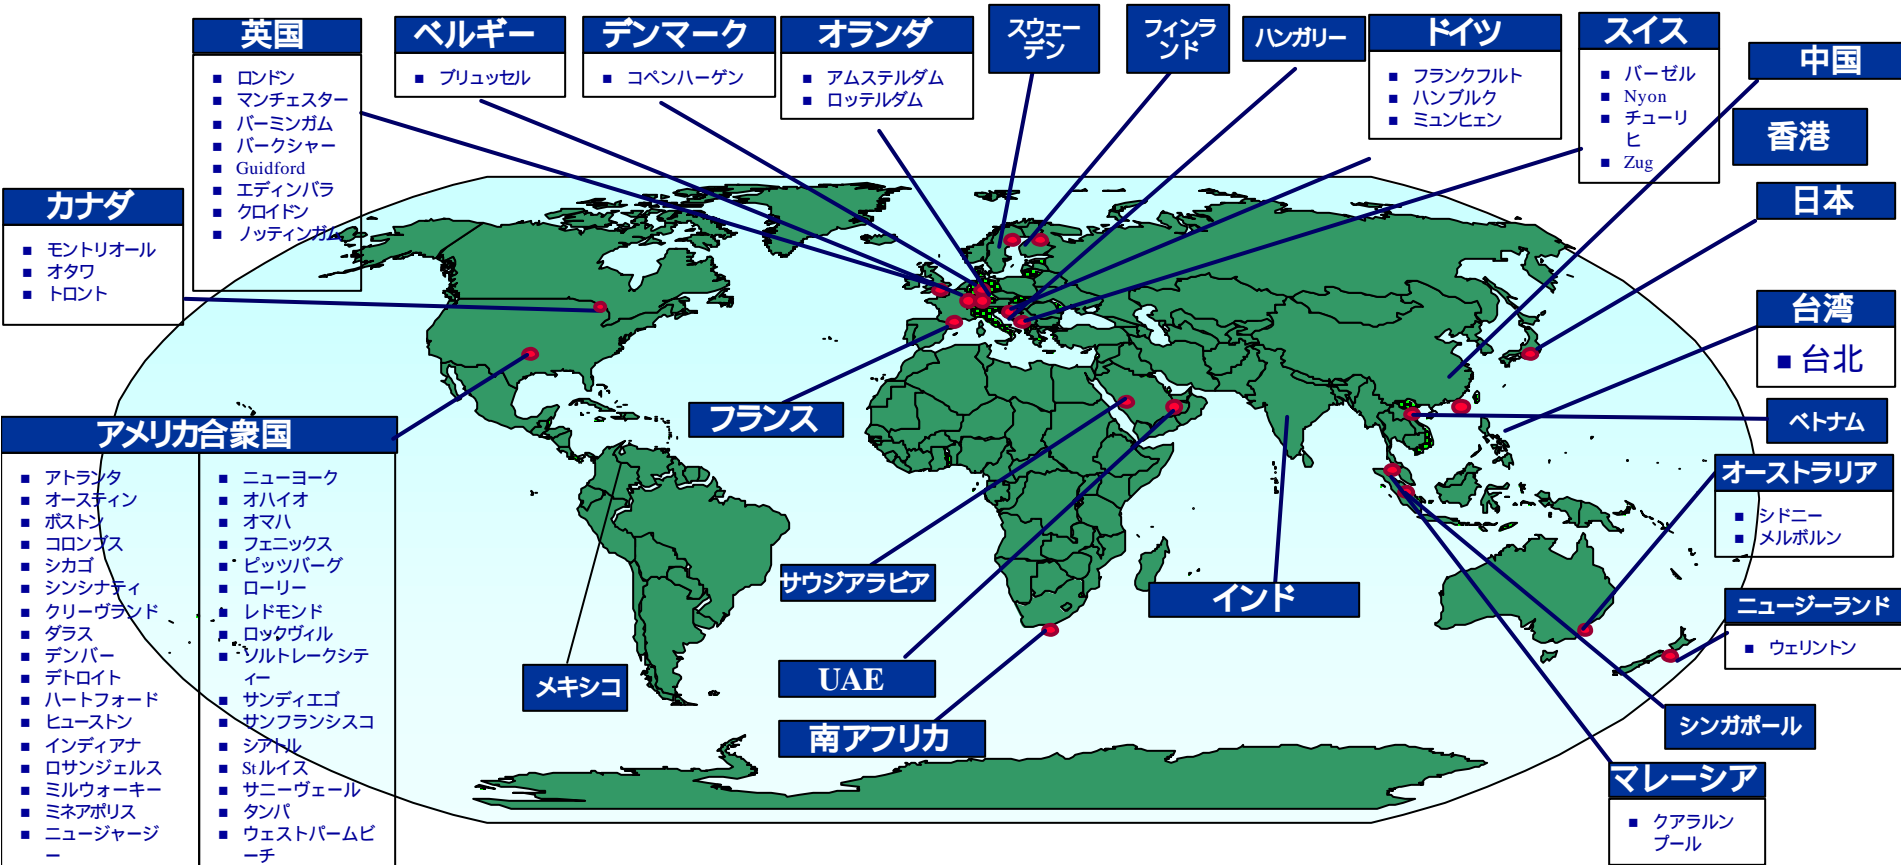 英国
ロンドン
マンチェスター
バーミンガム
バークシャー
Guidford
エディンバラ
クロイドン
ノッティンガム
ベルギー
ブリュッセル
デンマーク
コペンハーゲン
オランダ
アムステルダム
ロッテルダム
スウェー
デン
フィンラ
ンド
ハンガリー
ドイツ
フランクフルト
ハンブルク
ミュンヒェン
スイス
バーゼル
Nyon
チューリ
ヒ
Zug
中国
香港
日本
台湾
台北
ベトナム
カナダ
モントリオール
オタワ
トロント
アメリカ合衆国
アトランタ
オースティン
ボストン
コロンブス
シカゴ
シンシナティ
クリーヴランド
ダラス
デンバー
デトロイト
ハートフォード
ヒューストン
インディアナ
ロサンジェルス
ミルウォーキー
ミネアポリス
ニュージャージ
ー
ニューヨーク
オハイオ
オマハ
フェニックス
ピッツバーグ
ローリー
レドモンド
ロックヴィル
ソルトレークシテ
ィー
サンディエゴ
サンフランシスコ
シアトル
Stルイス
サニーヴェール
タンパ
ウェストパームビ
ーチ
フランス
メキシコ
サウジアラビア
UAE
南アフリカ
インド
オーストラリア
シドニー
メルボルン
ニュージーランド
ウェリントン
シンガポール
マレーシア
クアラルン
プール